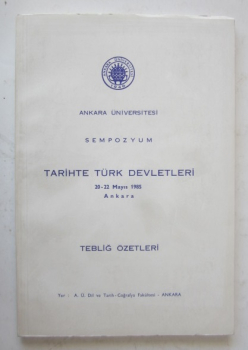 ANKARA ÜNİVERSİTESİ
SEMPOZYUM
TARİHTE TÜRK DEVLETLERİ
20-22 Mayıs 1985
Ankara
TEBLİĞ ÖZETLERİ
Yer : A. Ü. Dil ve Tarih-Coğrafya Fakültesi - ANKARA